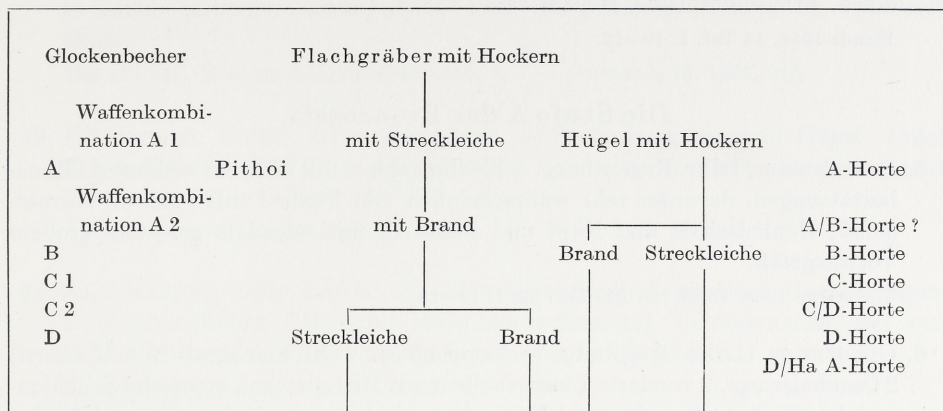 Glockenbecher Flachgräber mit Hockern
Waffenkombi-
nation A 1 mit Streckleiche Hügel mit Hockern
A Pithoi A-Horte
Waffenkombi-
nation A 2 mit Brand A/B-Horte ?
B Brand Streckleiche B-Horte
C 1 C-Horte
C 2 C/D-Horte
D Streckleiche Brand D-Horte
D/Ha A-Horte